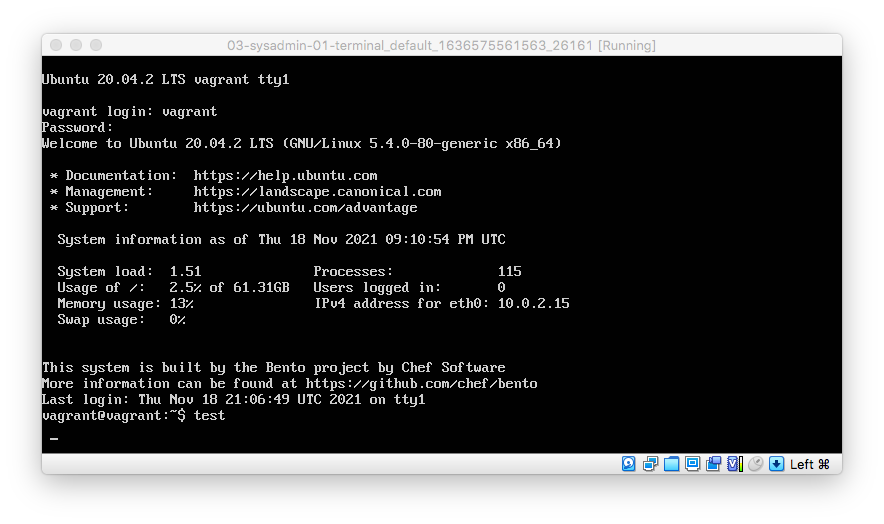 03-sysadmin-01-terminal_default_1636575561563_26161 [Running]
Ubuntu 20.04.2 LTS vagrant tty1
vagrant login: vagrant
Password:
Welcome to Ubuntu 20.04.2 LTS (GNU/Linux 5.4.0-80-generic x86_64)
* Documentation:  https://help.ubuntu.com
* Management:     https://landscape.canonical.com
* Support:        https://ubuntu.com/advantage
System information as of Thu 18 Nov 2021 09:10:54 PM UTC
System load:  1.51              Processes:             115
Usage of /:   2.5% of 61.31GB   Users logged in:       0
Memory usage: 13%               IPv4 address for eth0: 10.0.2.15
Swap usage:   0%
This system is built by the Bento project by Chef Software
More information can be found at https://github.com/chef/bento
Last login: Thu Nov 18 21:06:49 UTC 2021 on tty1
vagrant@vagrant:~$ test
_
Left ⌘